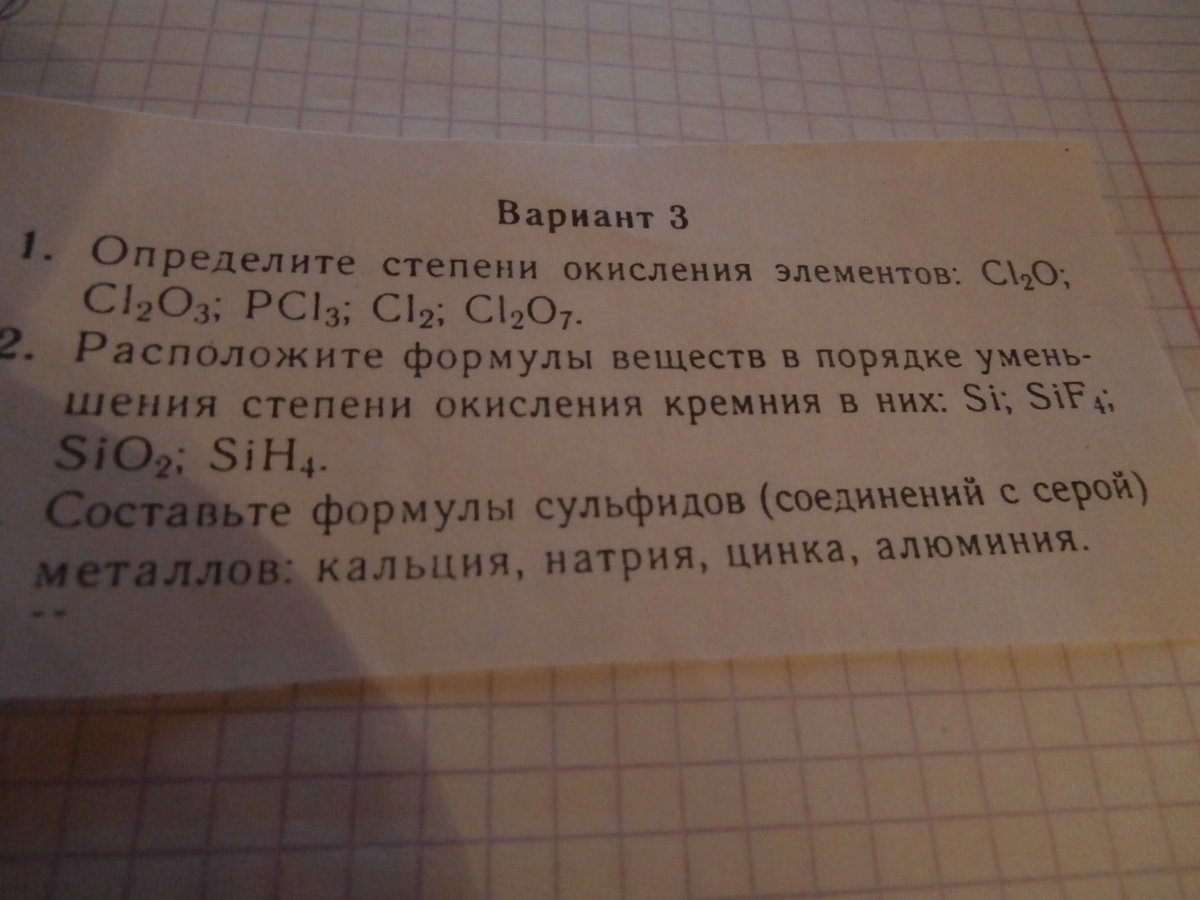 Вариант 3
1. Определите степени окисления элементов: Cl₂O;
Cl₂O₃; PCl₃; Cl₂; Cl₂O₇.
2. Расположите формулы веществ в порядке умень-
шения степени окисления кремния в них: Si; SiF₄;
SiO₂; SiH₄.
Составьте формулы сульфидов (соединений с серой)
металлов: кальция, натрия, цинка, алюминия.
--